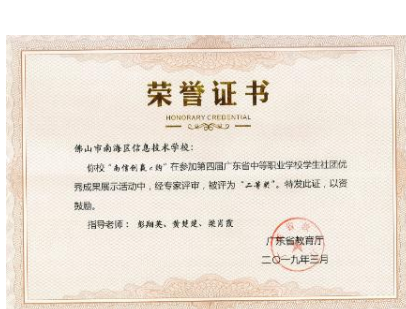 荣誉证书
HONORARY CREDENTIAL
佛山市南海区信息技术学校：
你校“南信创裁e纺”在参加第四届广东省中等职业学校学生社团优
秀成果展示活动中，经专家评审，被评为“二等奖”。特发此证，以资
鼓励。
指导老师：彭翔英、黄楚楚、梁肖霞
广东省教育厅
二〇一九年三月